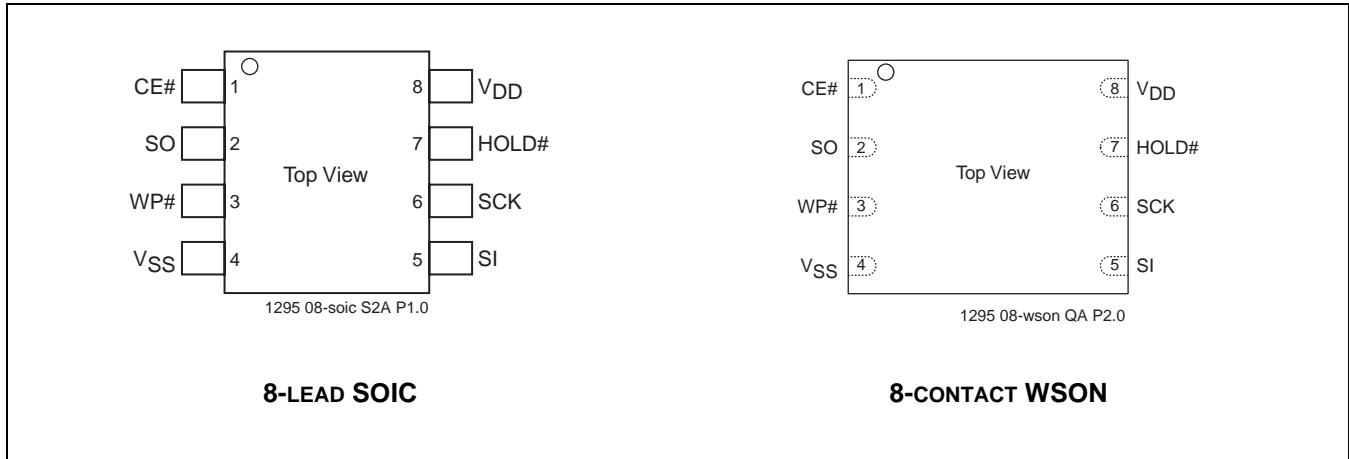 CE# 1 8 VDD
SO 2 7 HOLD#
Top View
WP# 3 6 SCK
VSS 4 5 SI
1295 08-soic S2A P1.0
8-LEAD SOIC
CE# 1 8 VDD
SO 2 7 HOLD#
Top View
WP# 3 6 SCK
VSS 4 5 SI
1295 08-wson QA P2.0
8-CONTACT WSON